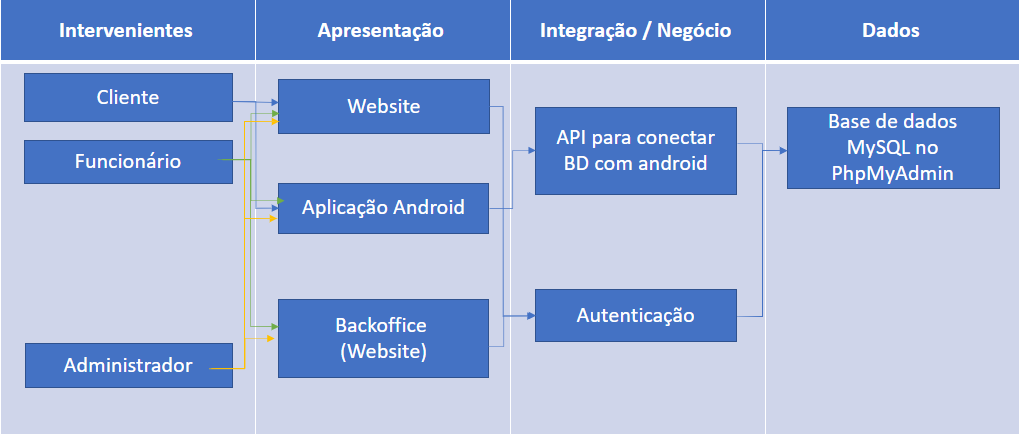 Intervenientes
Apresentação
Integração / Negócio
Dados
Cliente
Funcionário
Administrador
Website
Aplicação Android
Backoffice
(Website)
API para conectar
BD com android
Autenticação
Base de dados
MySQL no
PhpMyAdmin